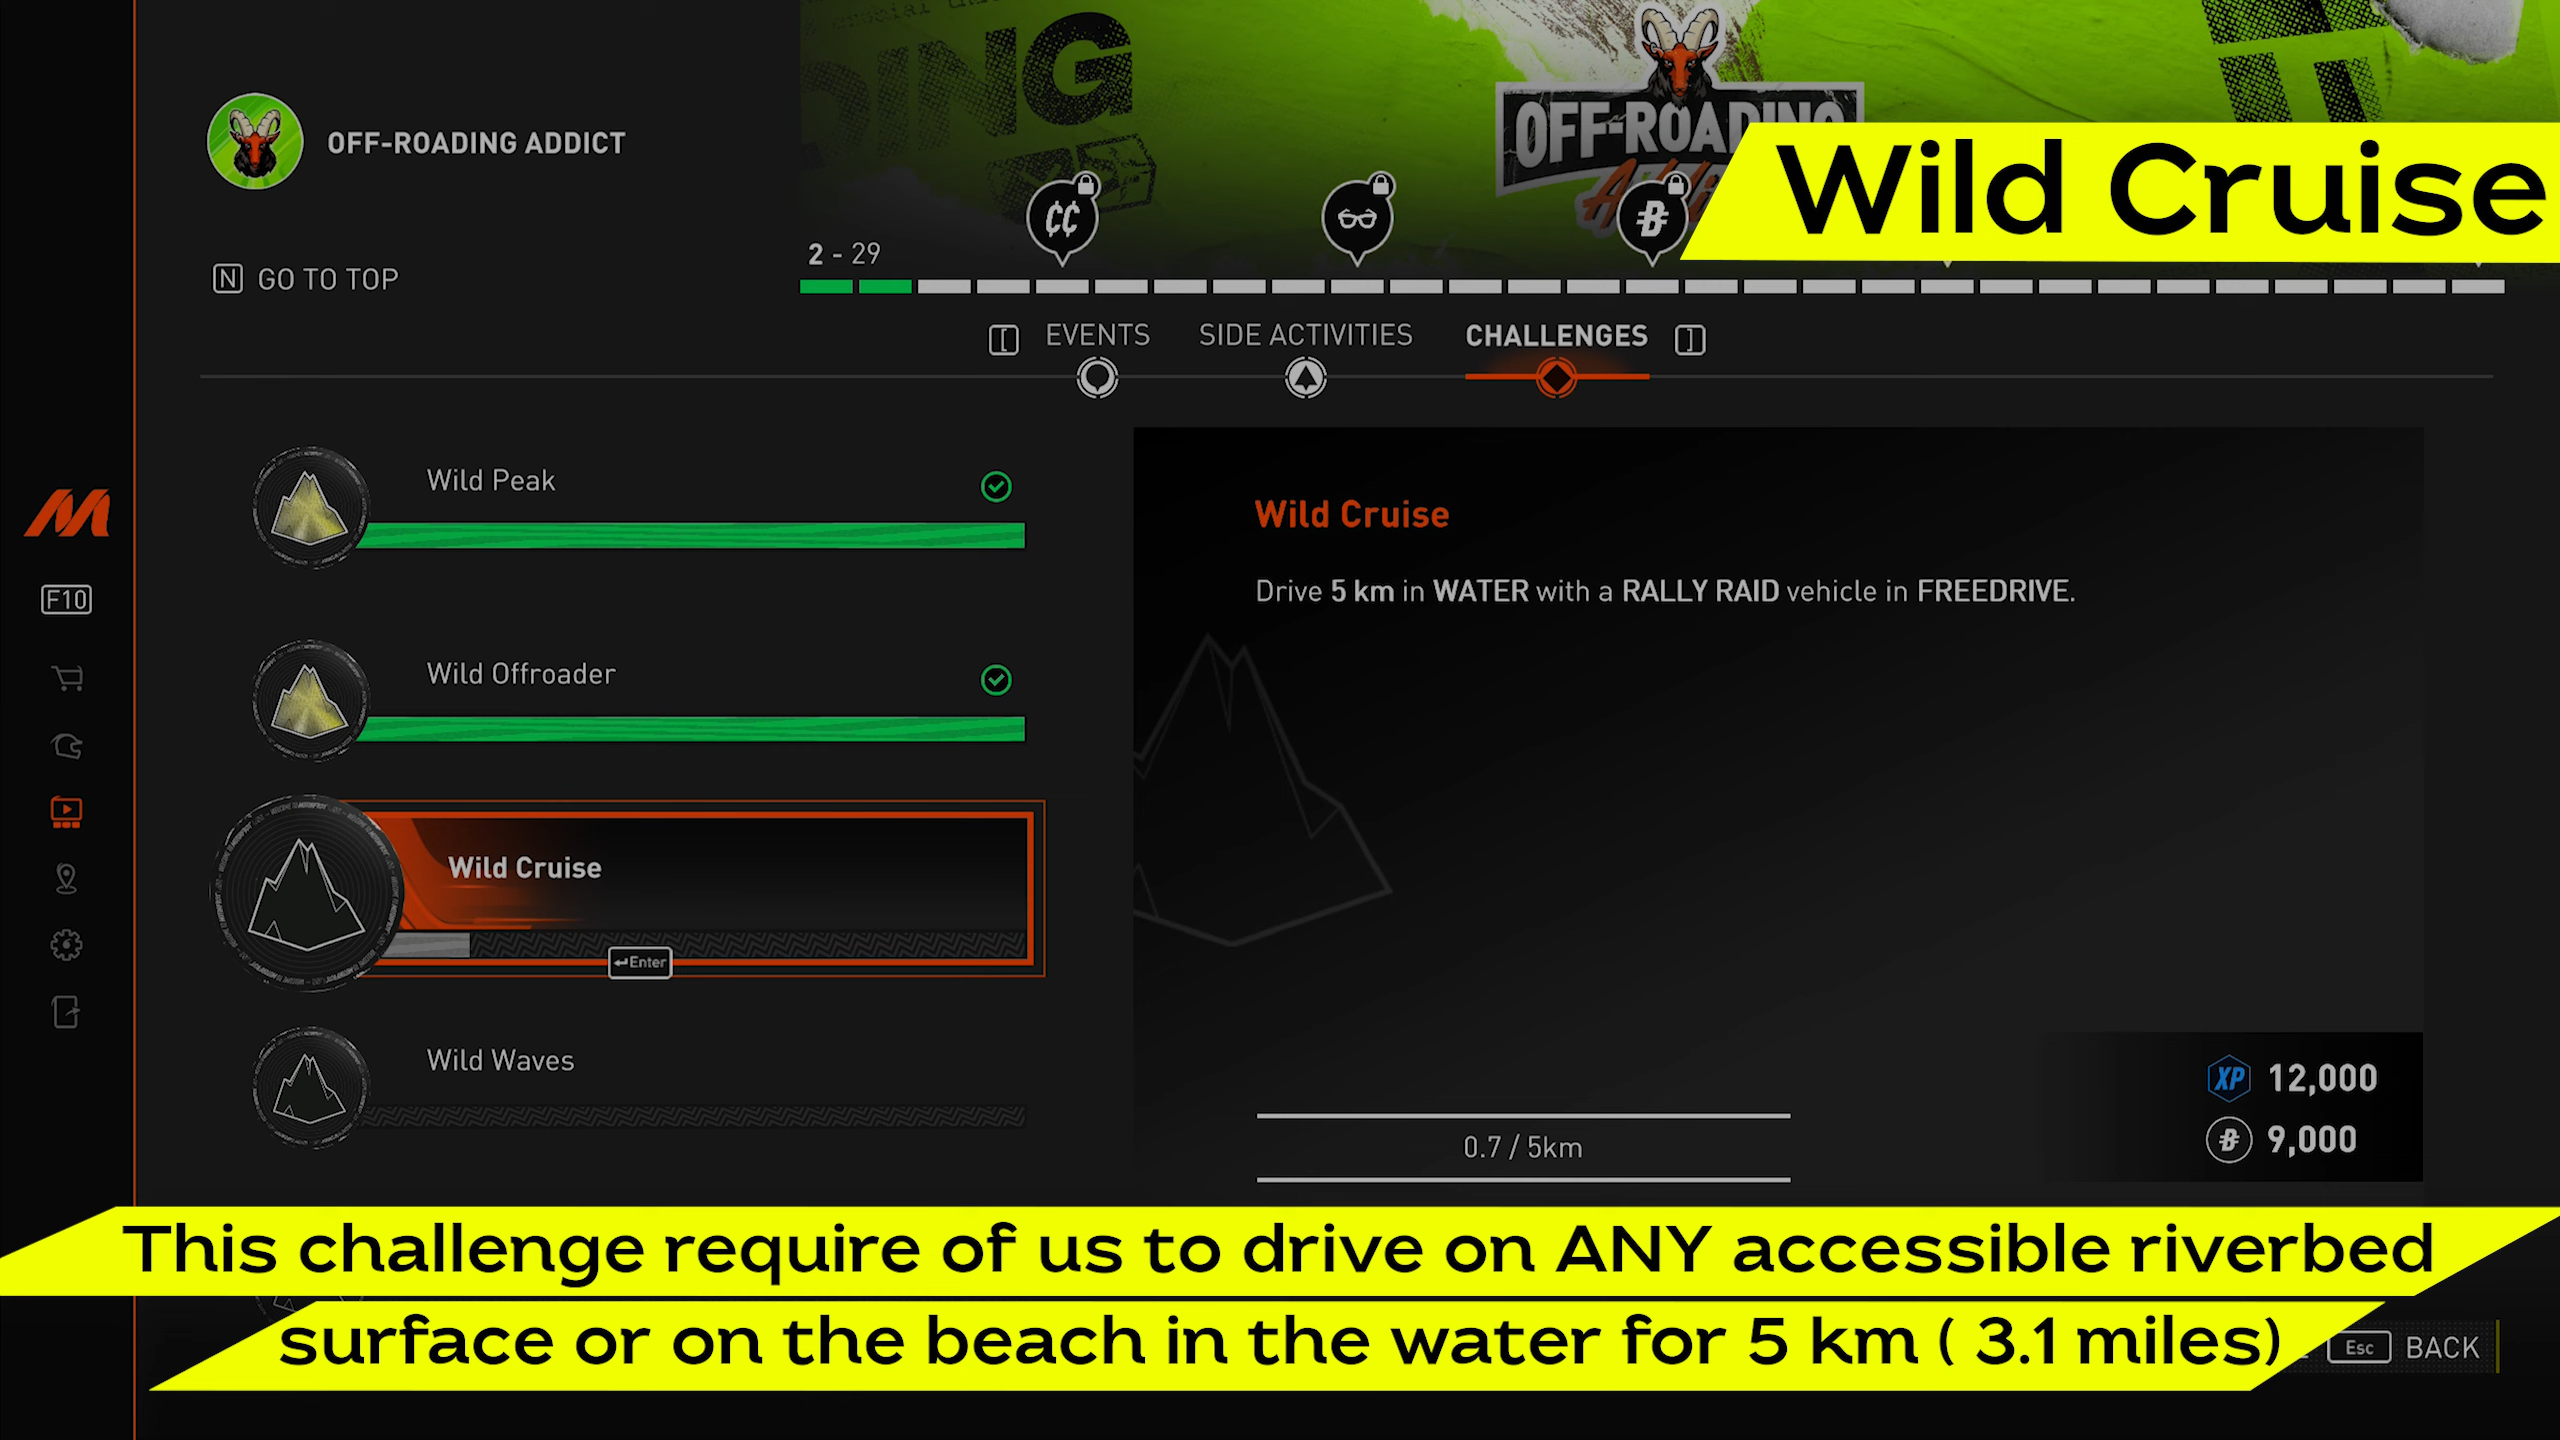 DING
OFF-ROADING
OFF-ROADING ADDICT
Wild Cruise
2 - 29
N GO TO TOP
[ EVENTS SIDE ACTIVITIES CHALLENGES ]
Wild Peak
Wild Cruise
F10
Drive 5 km in WATER with a RALLY RAID vehicle in FREEDRIVE.
Wild Offroader
Wild Cruise
Enter
Wild Waves
XP 12,000
9,000
0.7 / 5km
This challenge require of us to drive on ANY accessible riverbed
surface or on the beach in the water for 5 km ( 3.1 miles)
Esc BACK